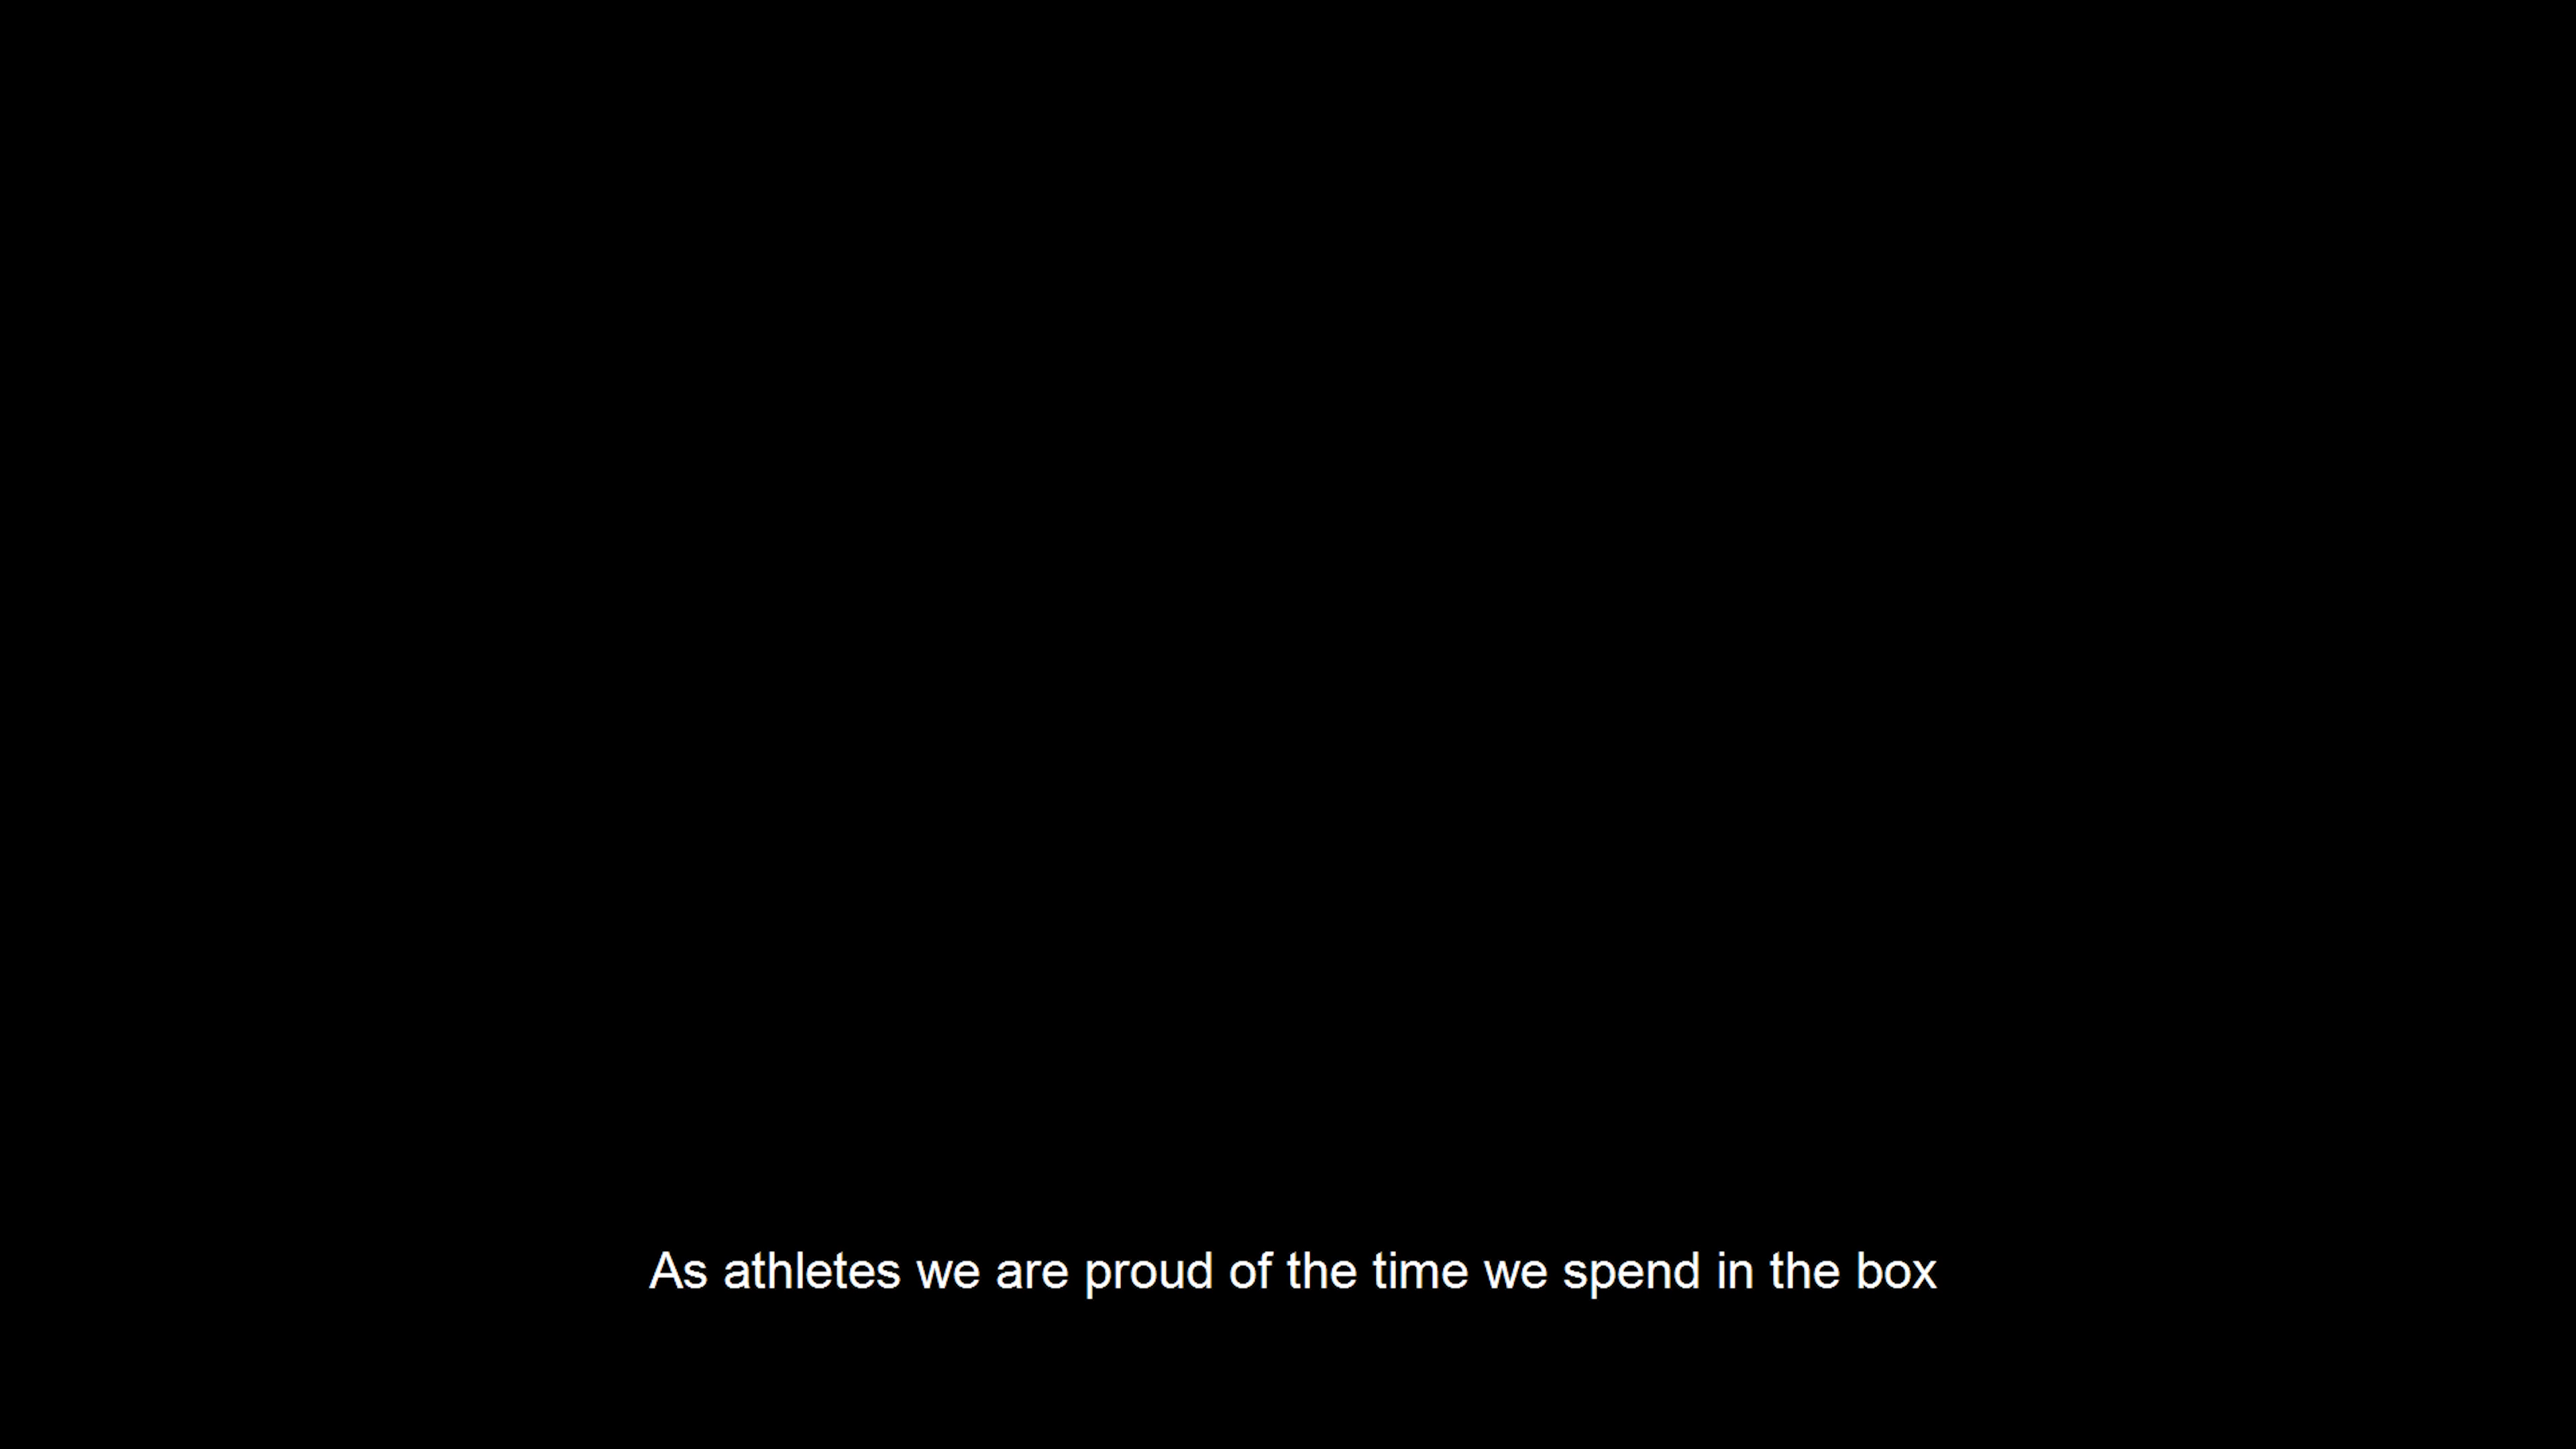 As athletes we are proud of the time we spend in the box